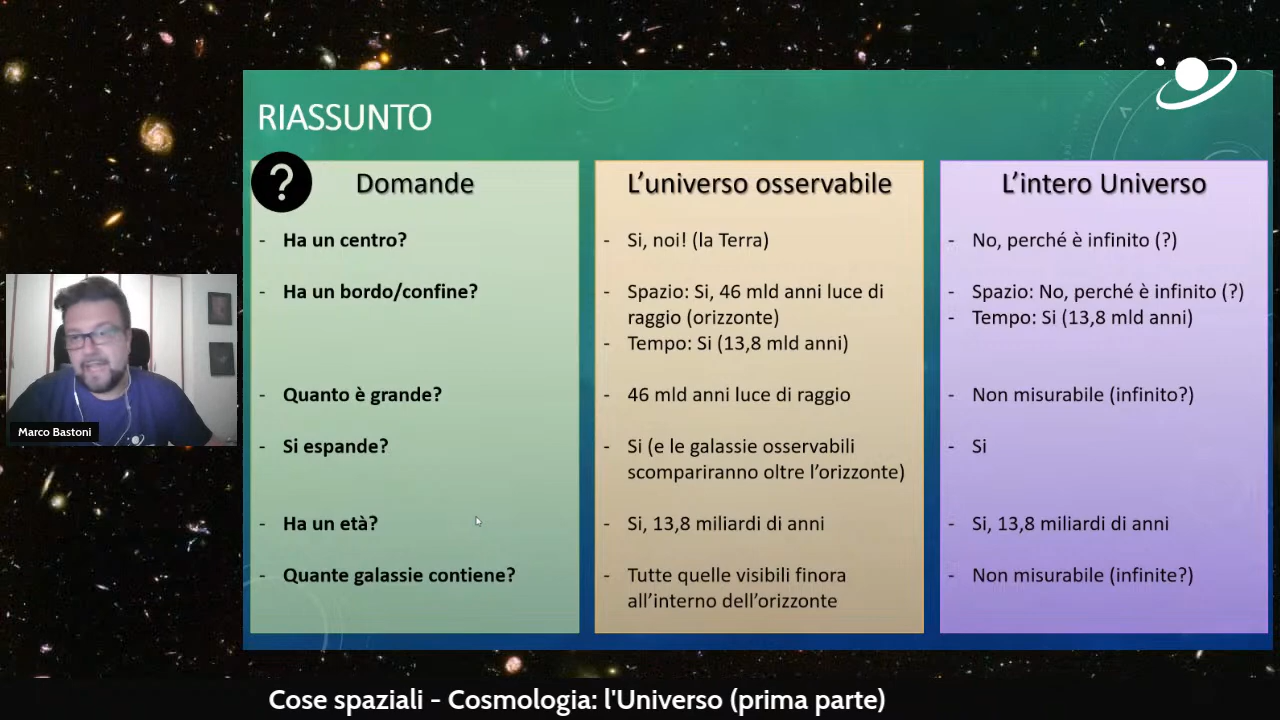 RIASSUNTO
?
Domande
- Ha un centro?
- Ha un bordo/confine?
- Quanto è grande?
- Si espande?
- Ha un età?
- Quante galassie contiene?
L'universo osservabile
- Si, noi! (la Terra)
- Spazio: Si, 46 mld anni luce di
raggio (orizzonte)
- Tempo: Si (13,8 mld anni)
- 46 mld anni luce di raggio
- Si (e le galassie osservabili
scompariranno oltre l'orizzonte)
- Si, 13,8 miliardi di anni
- Tutte quelle visibili finora
all'interno dell'orizzonte
L'intero Universo
- No, perché è infinito (?)
- Spazio: No, perché è infinito (?)
- Tempo: Si (13,8 mld anni)
- Non misurabile (infinito?)
- Si
- Si, 13,8 miliardi di anni
- Non misurabile (infinite?)
Marco Bastoni
Cose spaziali - Cosmologia: l'Universo (prima parte)